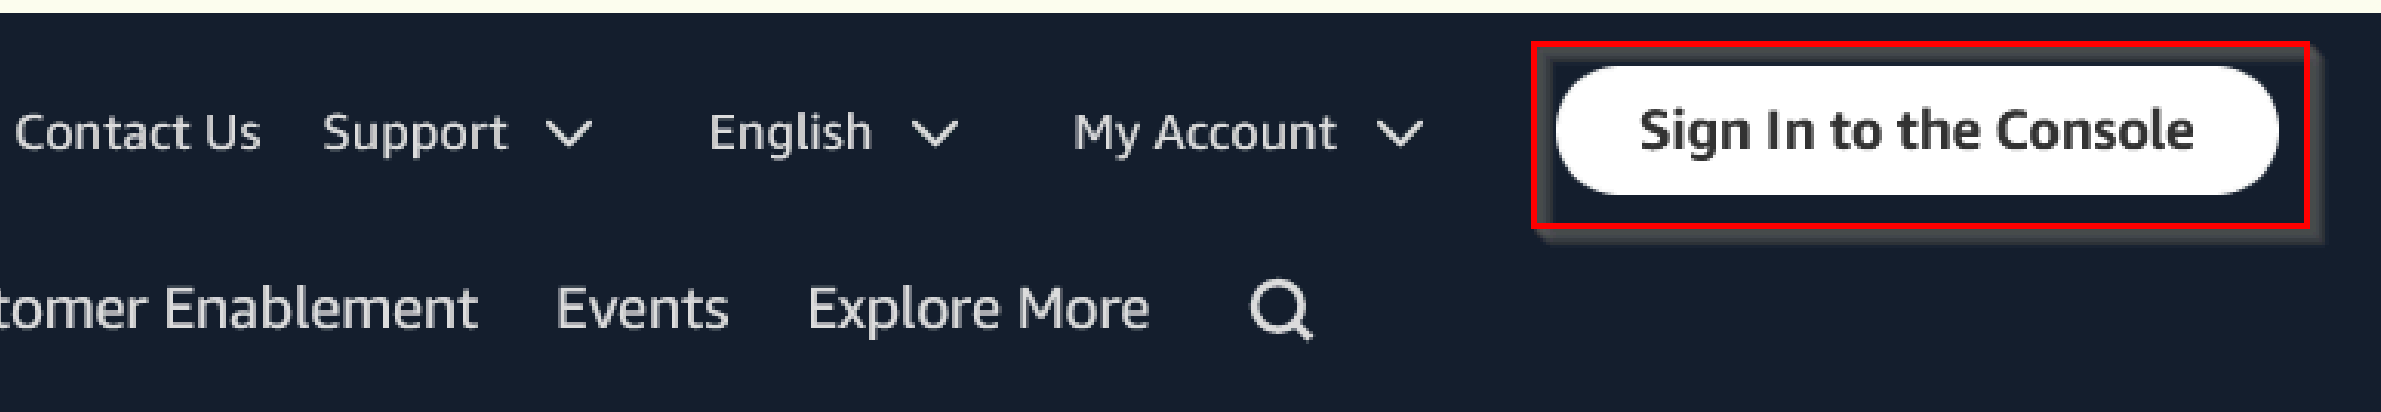 Contact Us Support English My Account Sign In to the Console
tomer Enablement Events Explore More